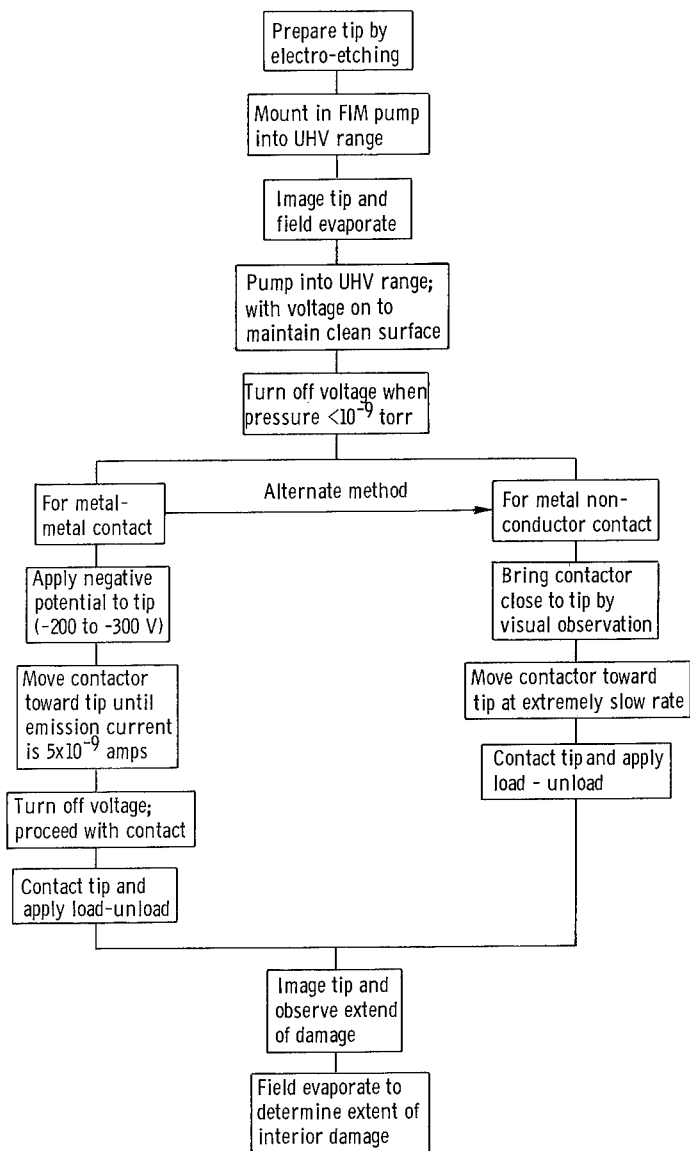 Prepare tip by
electro-etching
Mount in FIM pump
into UHV range
Image tip and
field evaporate
Pump into UHV range;
with voltage on to
maintain clean surface
Turn off voltage when
pressure <10⁻⁹ torr
For metal-
metal contact
Alternate method
For metal non-
conductor contact
Apply negative
potential to tip
(-200 to -300 V)
Move contactor
toward tip until
emission current
is 5x10⁻⁹ amps
Turn off voltage;
proceed with contact
Contact tip and
apply load-unload
Bring contactor
close to tip by
visual observation
Move contactor toward
tip at extremely slow rate
Contact tip and apply
load - unload
Image tip and
observe extend
of damage
Field evaporate to
determine extent of
interior damage